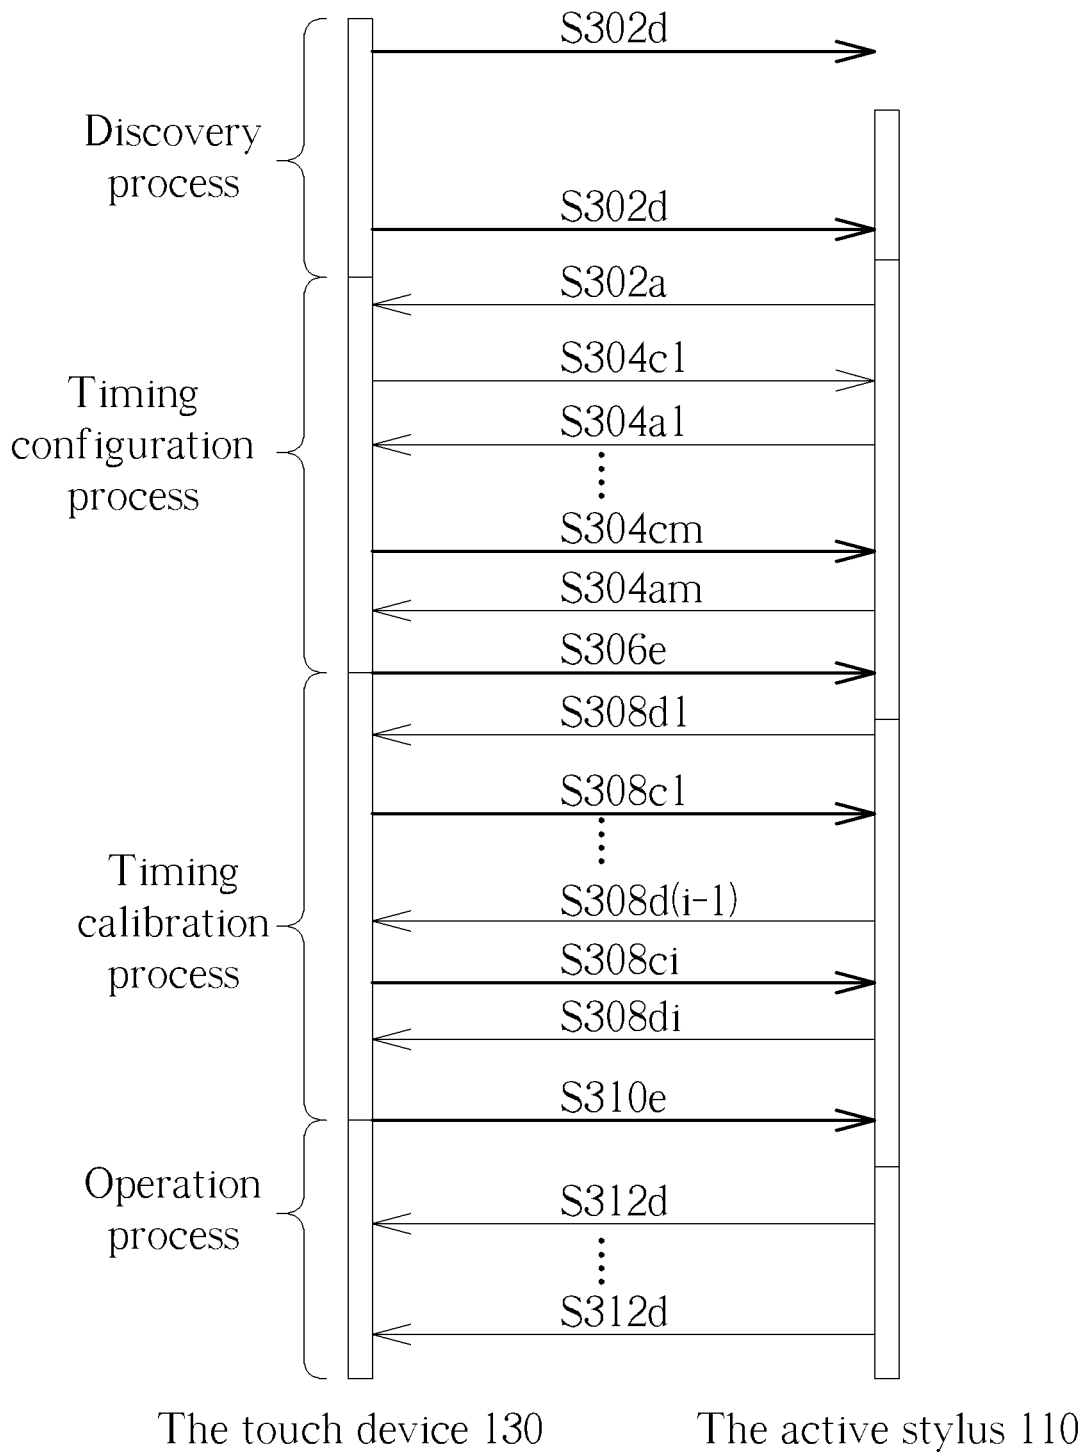 S302d
Discovery
process
S302d
S302a
S304c1
Timing
configuration
process
S304a1
S304cm
S304am
S306e
S308d1
S308c1
Timing
calibration
process
S308d(i-1)
S308ci
S308di
S310e
Operation
process
S312d
S312d
The touch device 130
The active stylus 110